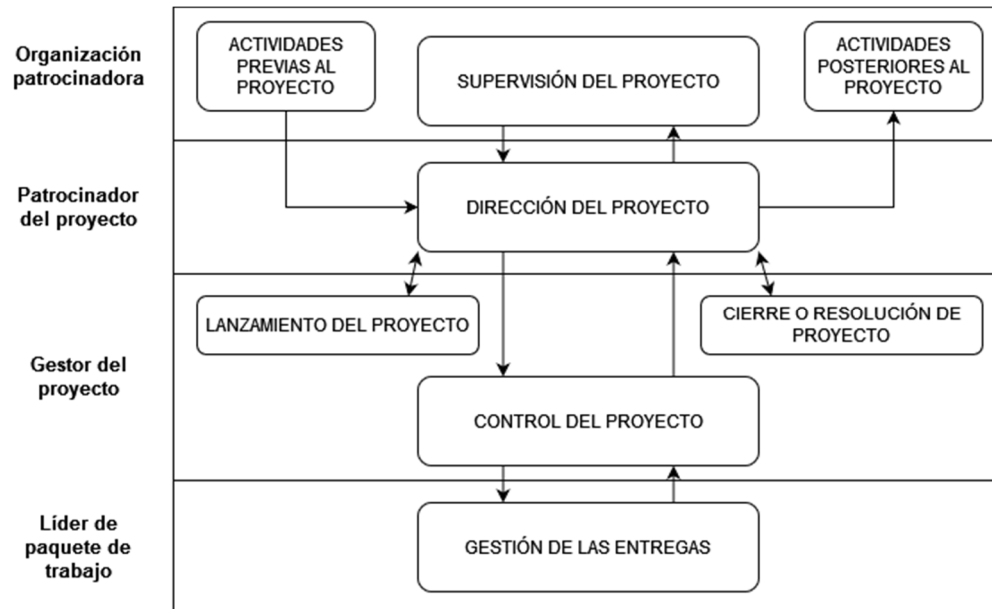 Organización
patrocinadora
ACTIVIDADES
PREVIAS AL
PROYECTO
SUPERVISIÓN DEL PROYECTO
ACTIVIDADES
POSTERIORES AL
PROYECTO
Patrocinador
del proyecto
DIRECCIÓN DEL PROYECTO
Gestor del
proyecto
LANZAMIENTO DEL PROYECTO
CIERRE O RESOLUCIÓN DE
PROYECTO
CONTROL DEL PROYECTO
Líder de
paquete de
trabajo
GESTIÓN DE LAS ENTREGAS